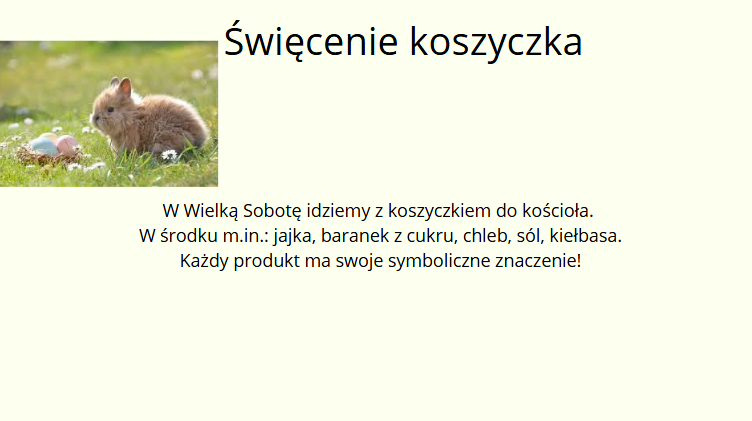 Święcenie koszyczka
W Wielką Sobotę idziemy z koszyczkiem do kościoła.
W środku m.in.: jajka, baranek z cukru, chleb, sól, kiełbasa.
Każdy produkt ma swoje symboliczne znaczenie!